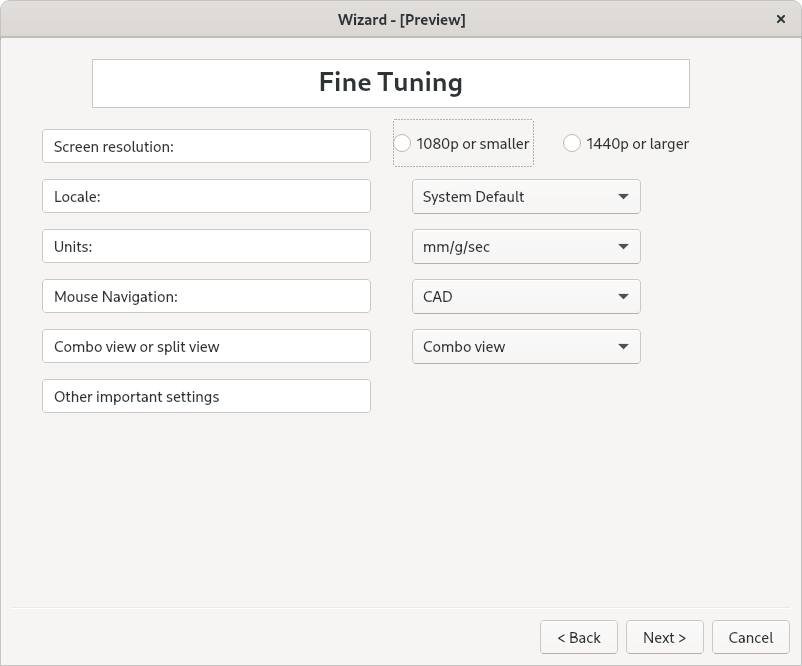 Wizard - [Preview]
Fine Tuning
Screen resolution:
1080p or smaller
1440p or larger
Locale:
System Default
Units:
mm/g/sec
Mouse Navigation:
CAD
Combo view or split view
Combo view
Other important settings
< Back
Next >
Cancel